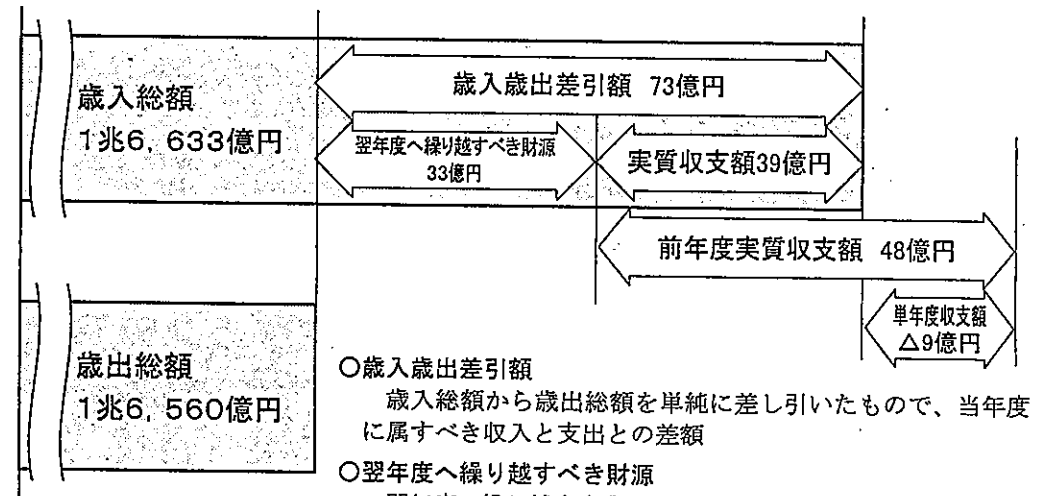 歳入総額
1兆6,633億円
歳入歳出差引額 73億円
翌年度へ繰り越すべき財源
33億円
実質収支額39億円
前年度実質収支額 48億円
単年度収支額
△9億円
歳出総額
1兆6,560億円
○歳入歳出差引額
歳入総額から歳出総額を単純に差し引いたもので、当年度
に属すべき収入と支出との差額
○翌年度へ繰り越すべき財源